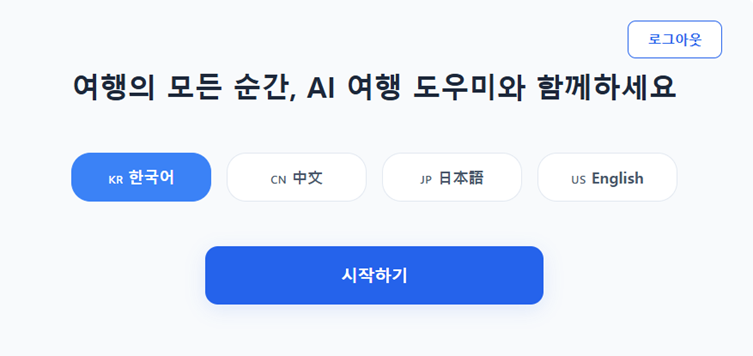 로그아웃
여행의 모든 순간, AI 여행 도우미와 함께하세요
KR 한국어
CN 中文
JP 日本語
US English
시작하기